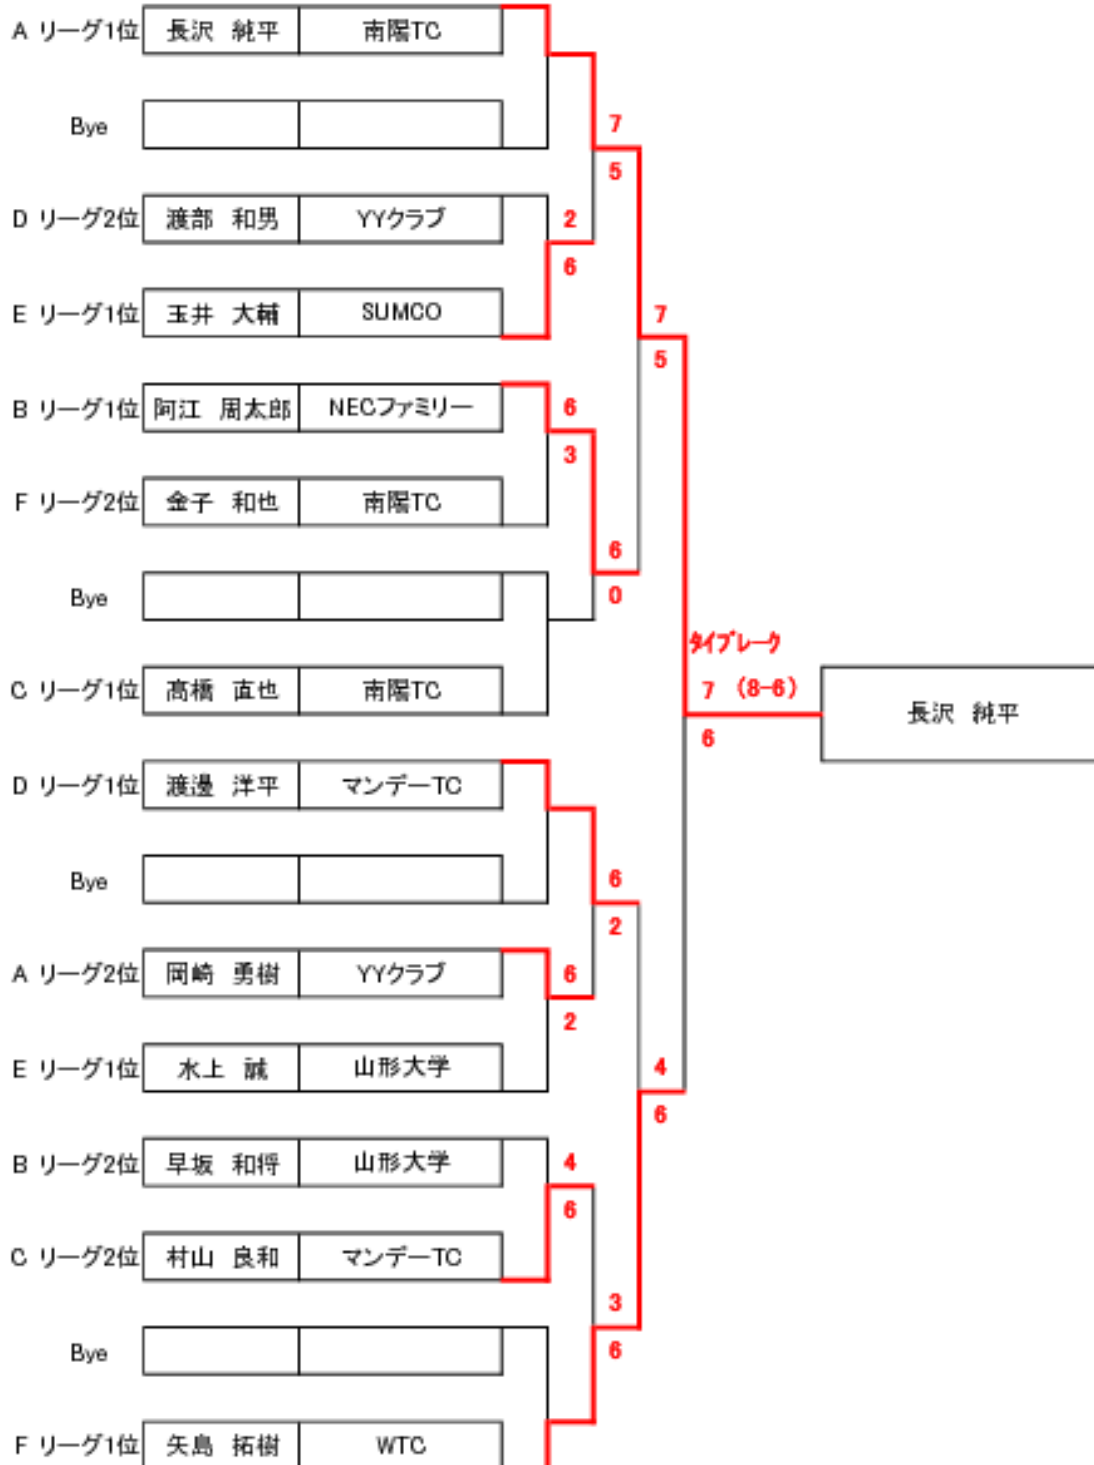 A リーグ1位 長沢 純平 南陽TC
7
Bye
5
D リーグ2位 渡部 和男 YYクラブ 2
6
E リーグ1位 玉井 大輔 SUMCO 7
5
B リーグ1位 阿江 周太郎 NECファミリー 6
3
F リーグ2位 金子 和也 南陽TC
6
Bye 0
タイブレーク
C リーグ1位 髙橋 直也 南陽TC 7 (8-6)
長沢 純平
6
D リーグ1位 渡邊 洋平 マンデーTC
Bye 6
2
A リーグ2位 岡崎 勇樹 YYクラブ 6
2
E リーグ1位 水上 誠 山形大学 4
6
B リーグ2位 早坂 和将 山形大学 4
6
C リーグ2位 村山 良和 マンデーTC
3
Bye 6
F リーグ1位 矢島 拓樹 WTC